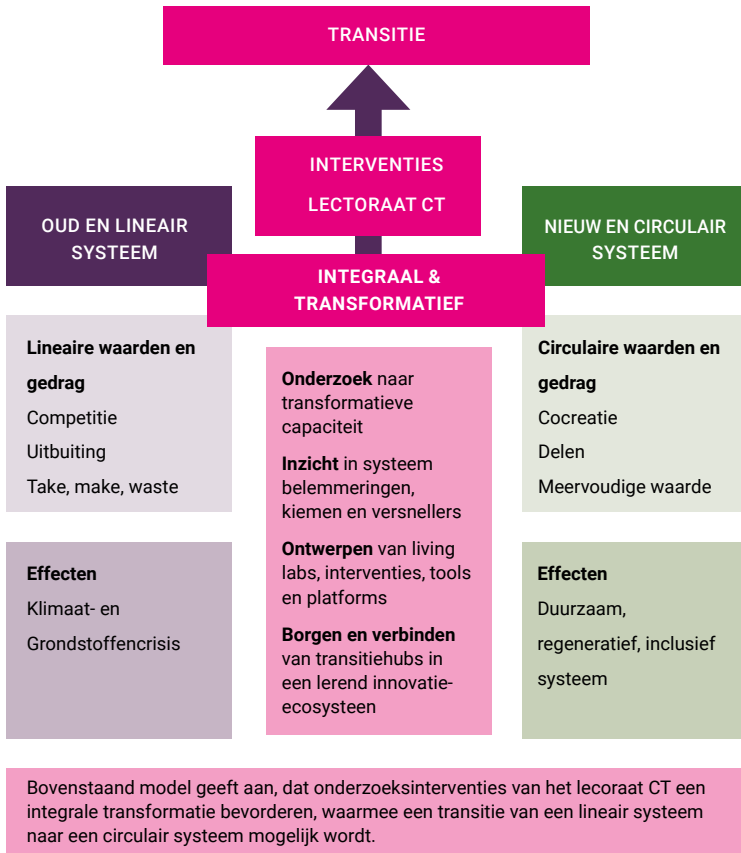 TRANSITIE
INTERVENTIES
LECTORAAT CT
INTEGRAAL &
TRANSFORMATIEF
OUD EN LINEAIR
SYSTEEM
Lineaire waarden en
gedrag
Competitie
Uitbuiting
Take, make, waste
Effecten
Klimaat- en
Grondstoffencrisis
Onderzoek naar
transformatieve
capaciteit
Inzicht in systeem
belemmeringen,
kiemen en versnellers
Ontwerpen van living
labs, interventies, tools
en platforms
Borgen en verbinden
van transitiehubs in
een lerend innovatie-
ecosysteen
NIEUW EN CIRCULAIR
SYSTEEM
Circulaire waarden en
gedrag
Cocreatie
Delen
Meervoudige waarde
Effecten
Duurzaam,
regeneratief, inclusief
systeem
Bovenstaand model geeft aan, dat onderzoeksinterventies van het lecoraat CT een
integrale transformatie bevorderen, waarmee een transitie van een lineair systeem
naar een circulair systeem mogelijk wordt.